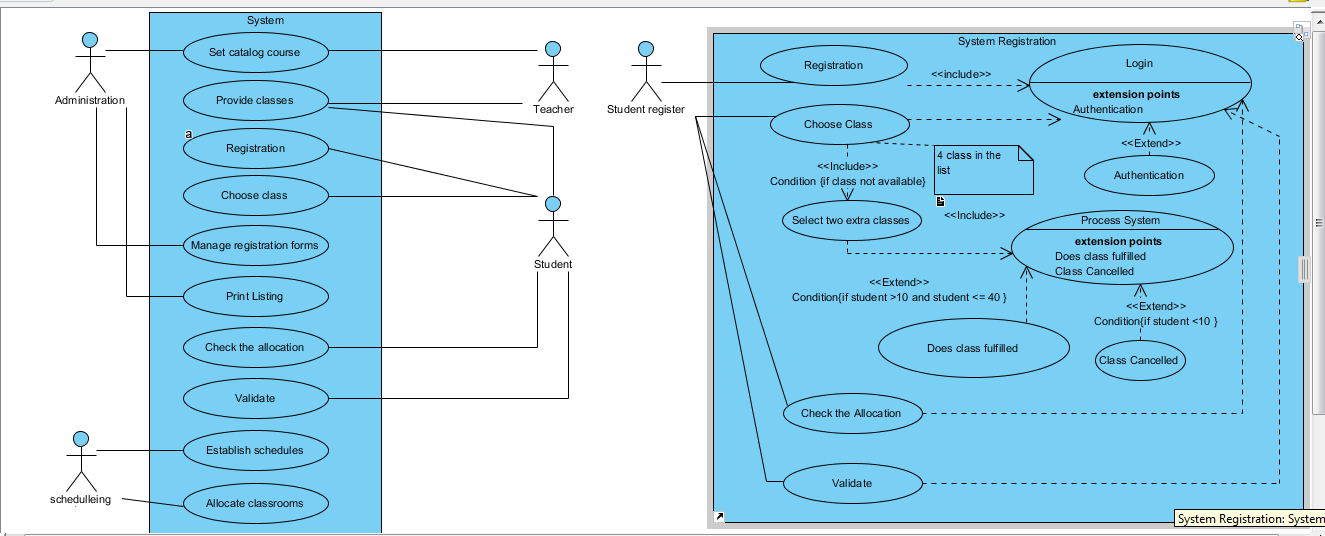 System
Set catalog course
Administration
Provide classes
Teacher
a
Registration
Choose class
Manage registration forms
Student
Print Listing
Check the allocation
Validate
Establish schedules
schedulleing
Allocate classrooms
System Registration
Student register
Registration
<<include>>
Login
extension points
Authentication
Choose Class
4 class in the
list
<<Extend>>
Authentication
<<Include>>
Condition {if class not available}
Select two extra classes
<<Include>>
Process System
extension points
Does class fulfilled
Class Cancelled
<<Extend>>
Condition{if student >10 and student <= 40 }
<<Extend>>
Condition{if student <10 }
Does class fulfilled
Class Cancelled
Check the Allocation
Validate
System Registration: System